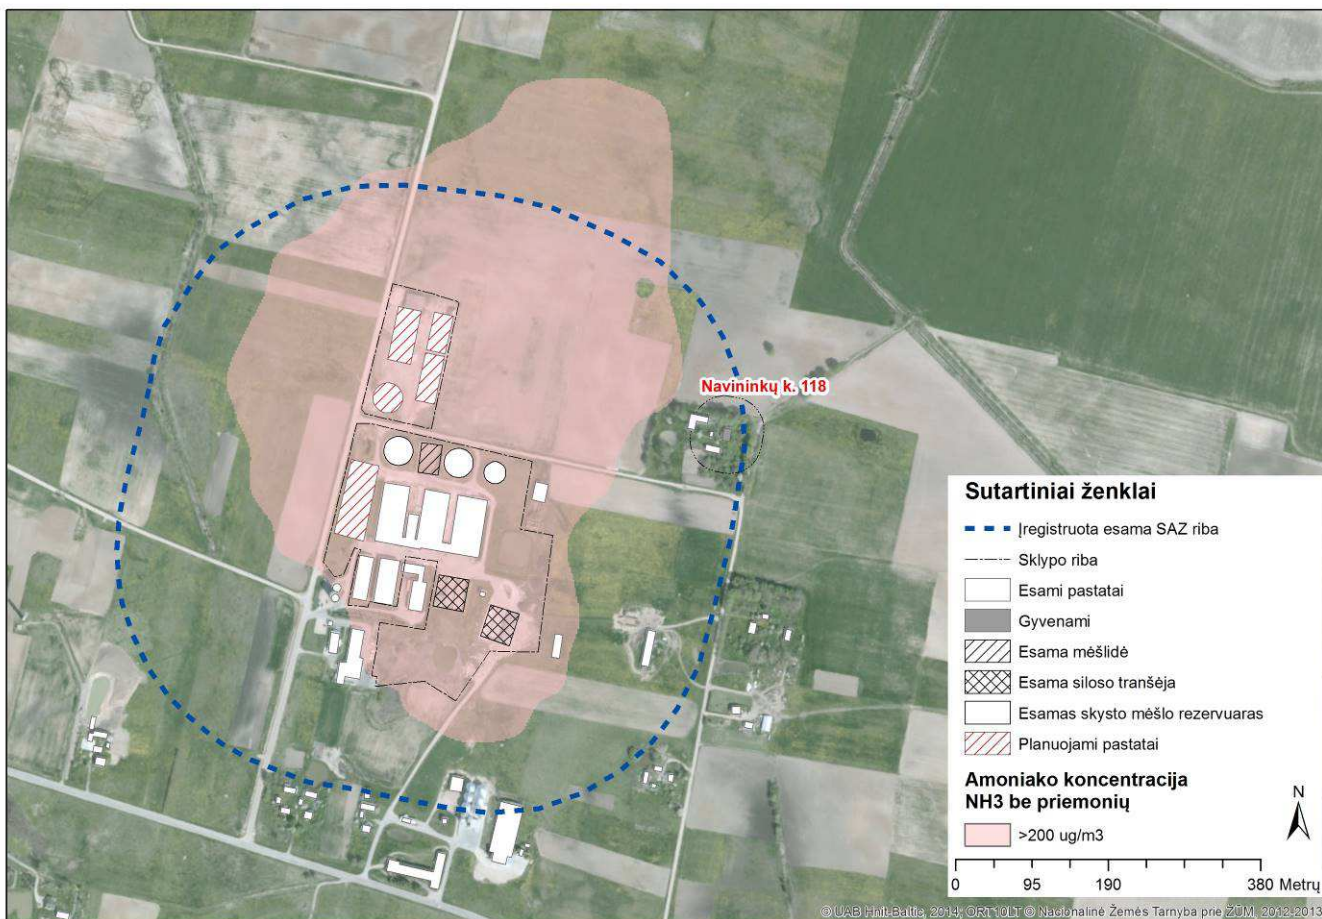 Navininkų k. 118
Sutartiniai ženklai
Įregistruota esama SAZ riba
Sklypo riba
Esami pastatai
Gyvenami
Esama mėšlidė
Esama siloso tranšėja
Esamas skysto mėšlo rezervuaras
Planuojami pastatai
Amoniako koncentracija
NH3 be priemonių
>200 ug/m3
N
0 95 190 380 Metrų
© UAB Hnit-Baltic, 2014; ORT10LT © Nacionalinė Žemės Tarnyba prie ŽŪM, 2012-2013